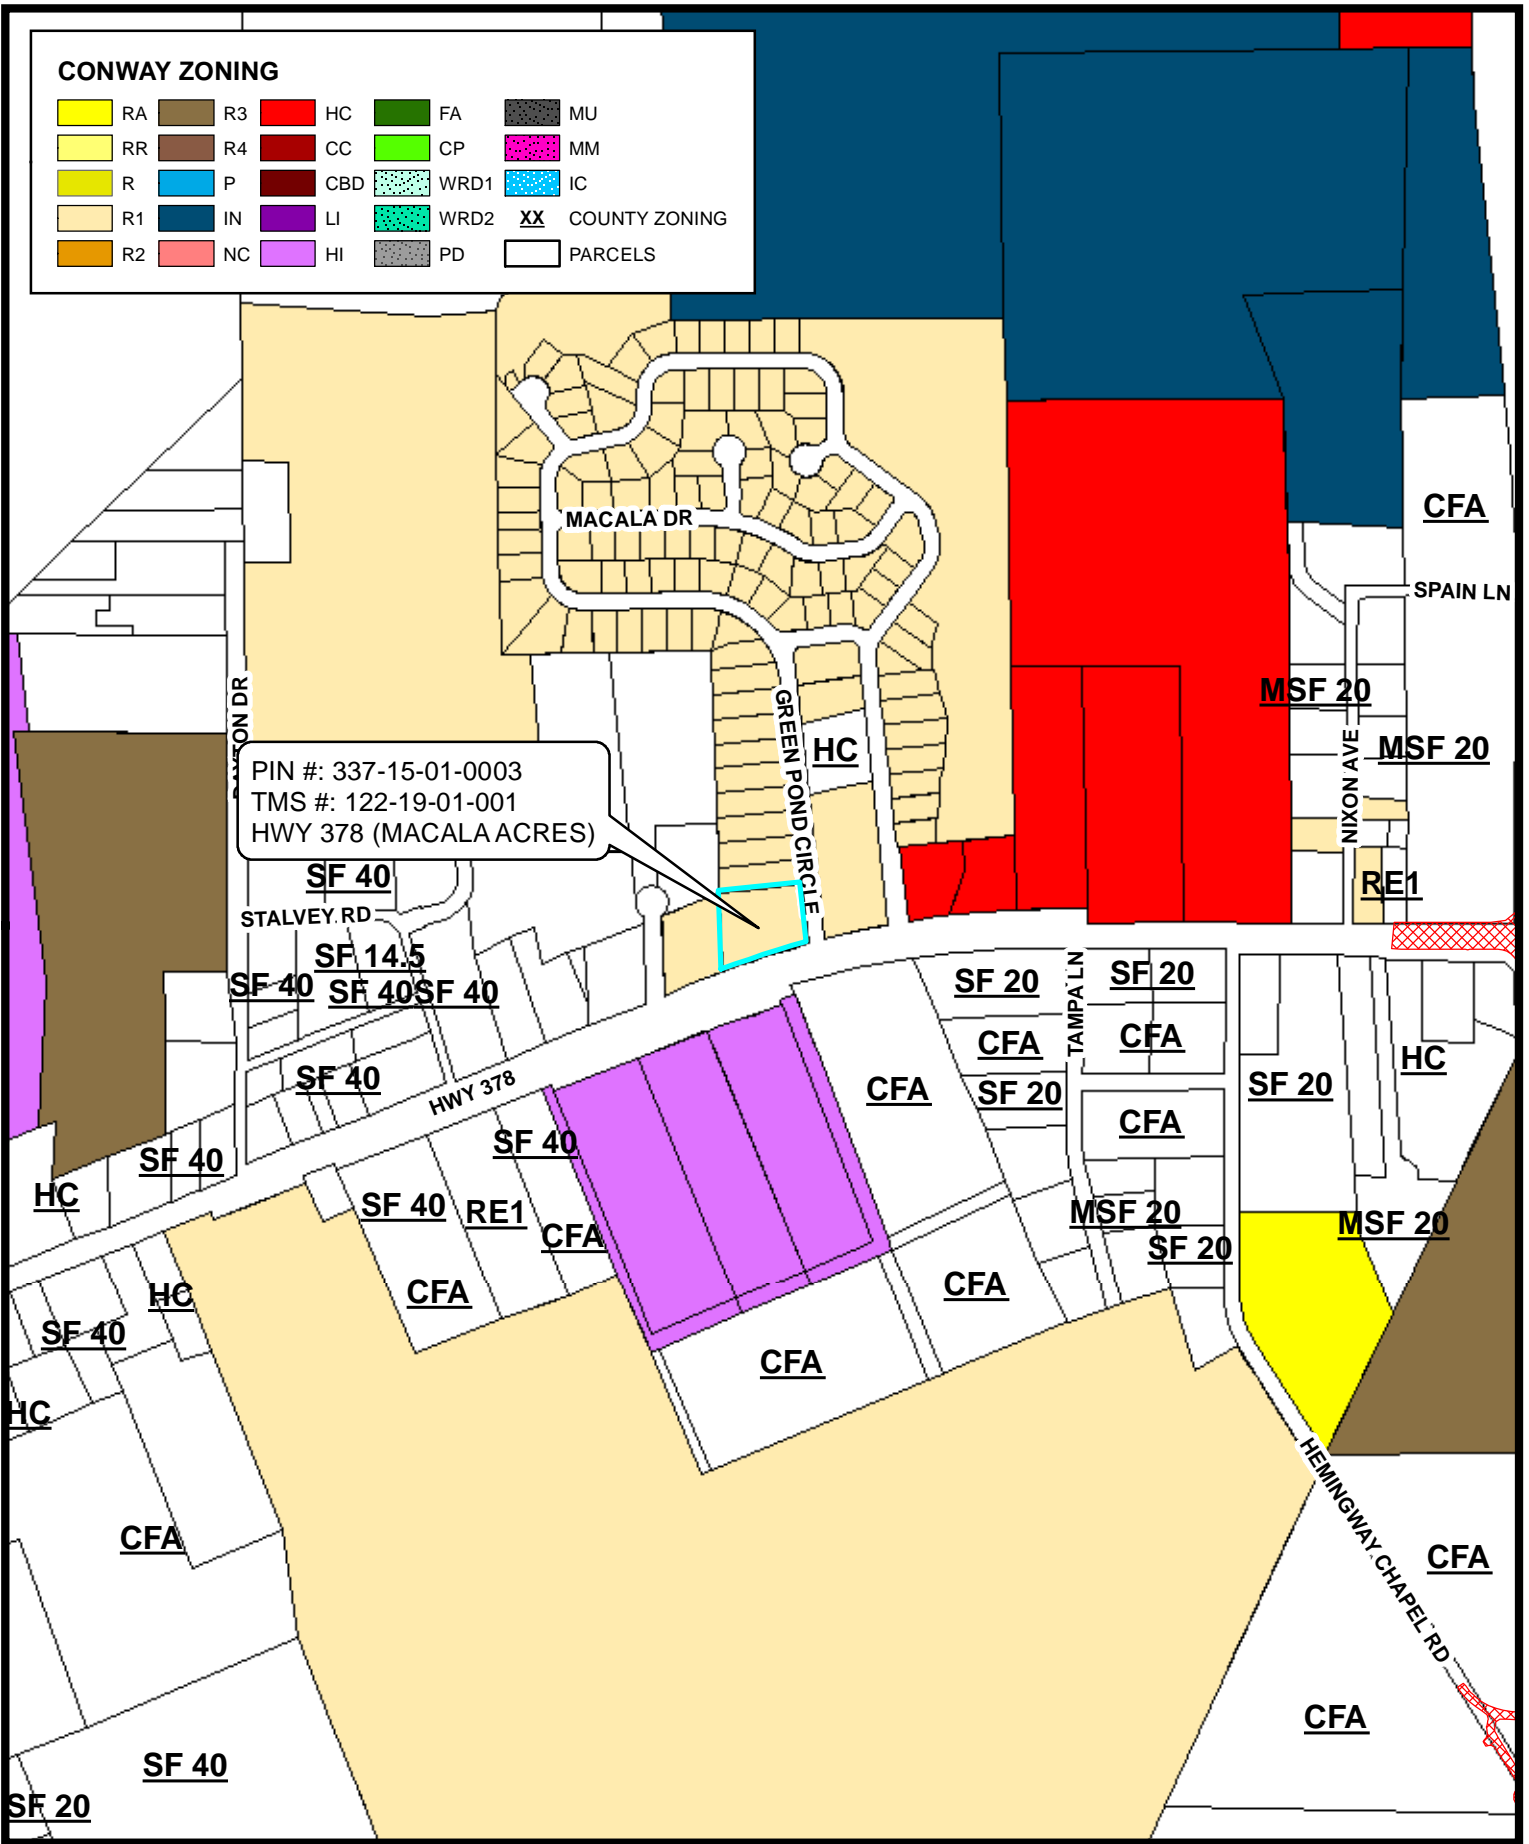 CONWAY ZONING
RA R3 HC FA MU
RR R4 CC CP MM
R P CBD WRD1 IC
R1 IN LI WRD2 XX COUNTY ZONING
R2 NC HI PD PARCELS
CFA
MACALA DR
SPAIN LN
MSF 20
GREEN POND CIRCLE
HC
NIXON AVE
MSF 20
PIN #: 337-15-01-0003
TMS #: 122-19-01-001
HWY 378 (MACALA ACRES)
SF 40
RE1
STALVEY RD
SF 14.5
SF 40
SF 40
SF 40
SF 20
TAMPA LN
SF 20
CFA
CFA
HC
SF 40
HWY 378
CFA
SF 20
SF 20
CFA
SF 40
SF 40
HC
SF 40
RE1
CFA
MSF 20
MSF 20
SF 20
HC
CFA
CFA
SF 40
CFA
HC
HEMINGWAY CHAPEL RD
CFA
CFA
CFA
SF 40
SF 20